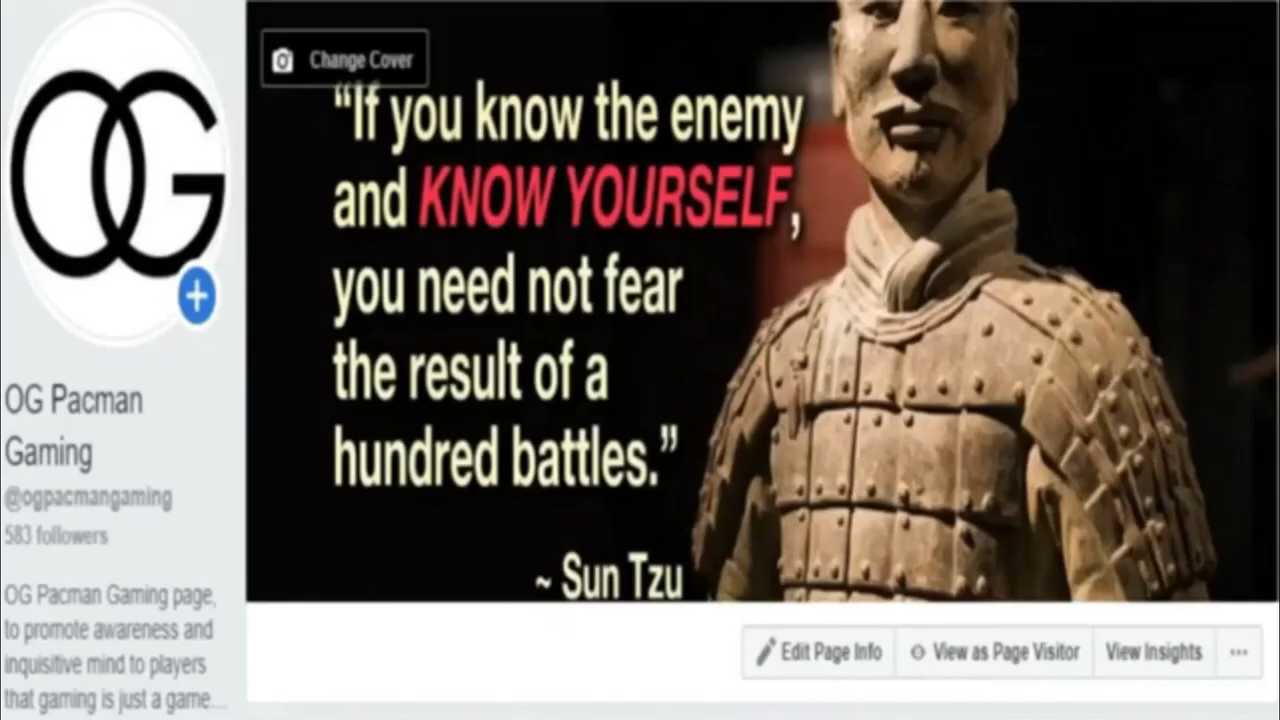 OG
OG Pacman
Gaming
@ogpacmangaming
583 followers
OG Pacman Gaming page,
to promote awareness and
inquisitive mind to players
that gaming is just a game...
Change Cover
“If you know the enemy
and KNOW YOURSELF,
you need not fear
the result of a
hundred battles.”
~ Sun Tzu
Edit Page Info
View as Page Visitor
View Insights